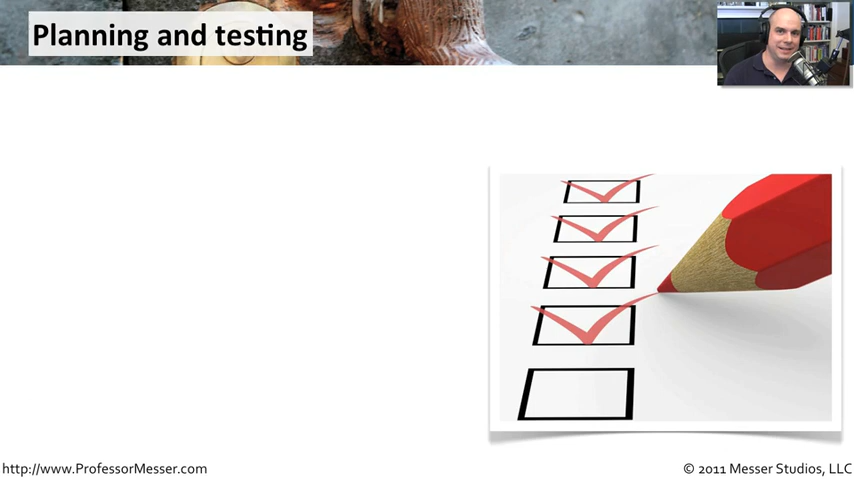 Planning and testing
http://www.ProfessorMesser.com
© 2011 Messer Studios, LLC